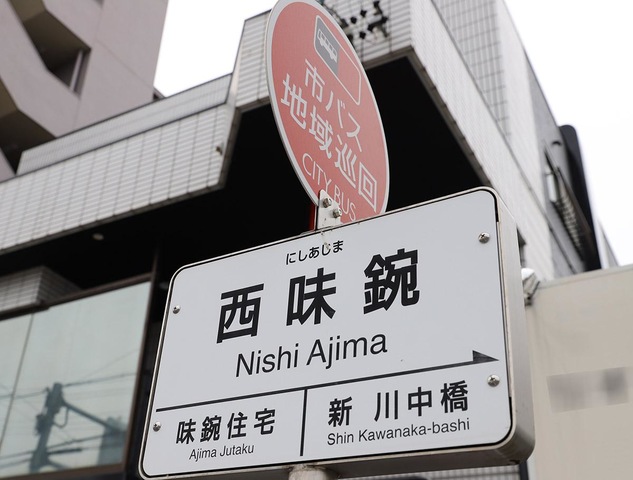 市バス
地域巡回
CITY BUS
にしあじま
西味鋺
Nishi Ajima
味鋺住宅
Ajima Jutaku
新川中橋
Shin Kawanaka-bashi